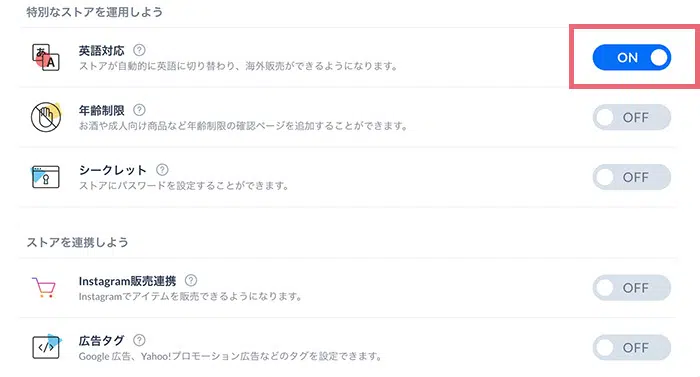 特別なストアを運用しよう
英語対応 ?
ストアが自動的に英語に切り替わり、海外販売ができるようになります。
あ A
ON
年齢制限 ?
お酒や成人向け商品など年齢制限の確認ページを追加することができます。
OFF
シークレット ?
ストアにパスワードを設定することができます。
OFF
ストアを連携しよう
Instagram販売連携 ?
Instagramでアイテムを販売できるようになります。
OFF
広告タグ ?
Google 広告、Yahoo!プロモーション広告などのタグを設定できます。
</> OFF